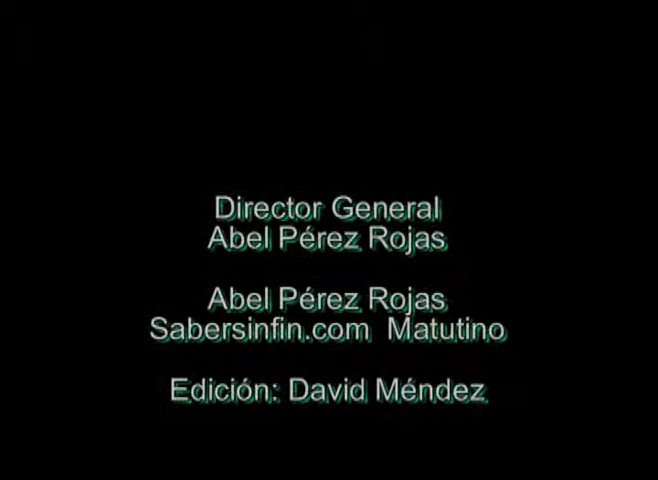 Director General
Abel Pérez Rojas
Abel Pérez Rojas
Sabersinfin.com Matutino
Edición: David Méndez